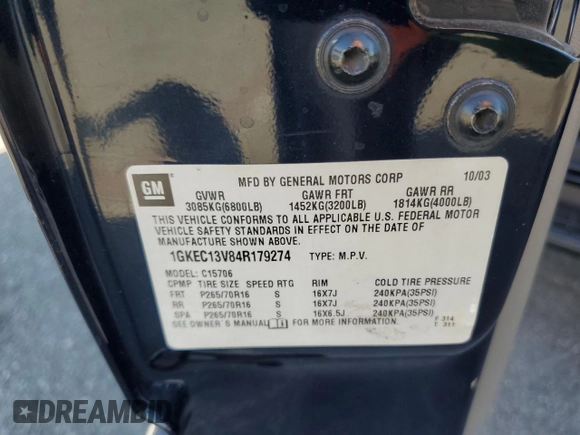 GM
MFD BY GENERAL MOTORS CORP 10/03
GVWR GAWR FRT GAWR RR
3085KG(6800LB) 1452KG(3200LB) 1814KG(4000LB)
THIS VEHICLE CONFORMS TO ALL APPLICABLE U.S. FEDERAL MOTOR
VEHICLE SAFETY STANDARDS IN EFFECT ON THE DATE OF
MANUFACTURE SHOWN ABOVE.
1GKEC13V84R179274 TYPE: M.P.V.
MODEL: C15706
CPMP TIRE SIZE SPEED RTG RIM COLD TIRE PRESSURE
FRT P265/70R16 S 16X7J 240KPA(35PSI)
RR P265/70R16 S 16X7J 240KPA(35PSI)
SPA P265/70R16 S 16X6.5J 240KPA(35PSI)
SEE OWNER'S MANUAL FOR MORE INFORMATION. F 314
T 311
DREAMBID